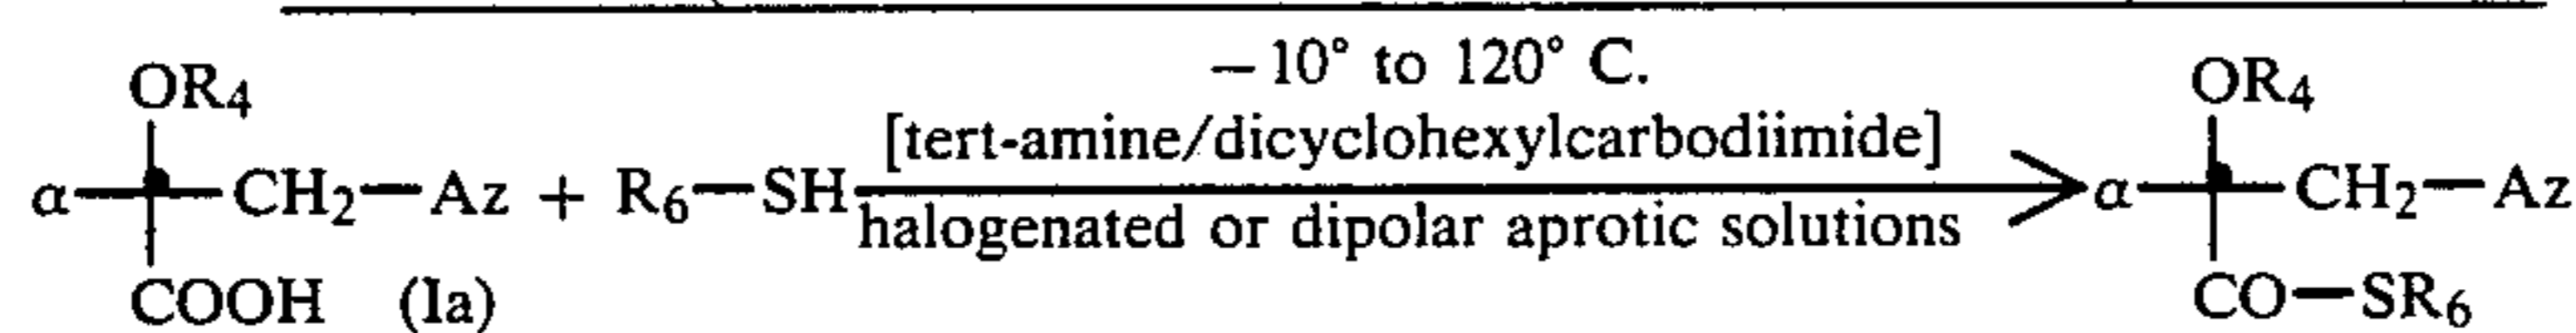 −10° to 120° C.
OR4 OR4
[tert-amine/dicyclohexylcarbodiimide]
α—CH2—Az + R6—SH α—CH2—Az
halogenated or dipolar aprotic solutions
COOH (Ia) CO—SR6